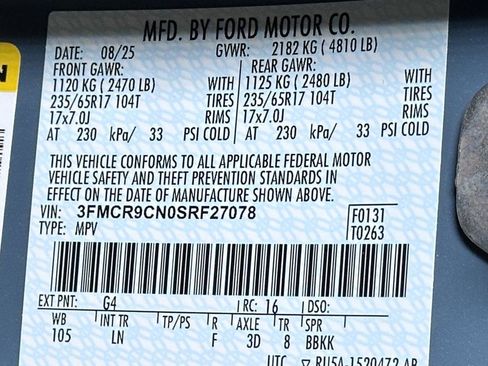 MFD. BY FORD MOTOR CO.
DATE: 08/25 GVWR: 2182 KG ( 4810 LB)
FRONT GAWR: REAR GAWR:
1120 KG ( 2470 LB) WITH 1125 KG ( 2480 LB) WITH
235/65R17 104T TIRES 235/65R17 104T TIRES
17x7.0J RIMS 17x7.0J RIMS
AT 230 kPa/ 33 PSI COLD AT 230 kPa/ 33 PSI COLD
THIS VEHICLE CONFORMS TO ALL APPLICABLE FEDERAL MOTOR
VEHICLE SAFETY AND THEFT PREVENTION STANDARDS IN
EFFECT ON THE DATE OF MANUFACTURE SHOWN ABOVE.
VIN: 3FMCR9CN0SRF27078 F0131
TYPE: MPV T0263
EXT PNT: G4 RC: 16 DSO:
WB INT TR TP/PS R AXLE TR SPR
105 LN F 3D 8 BBKK
UTC RU5A-1520472-AB